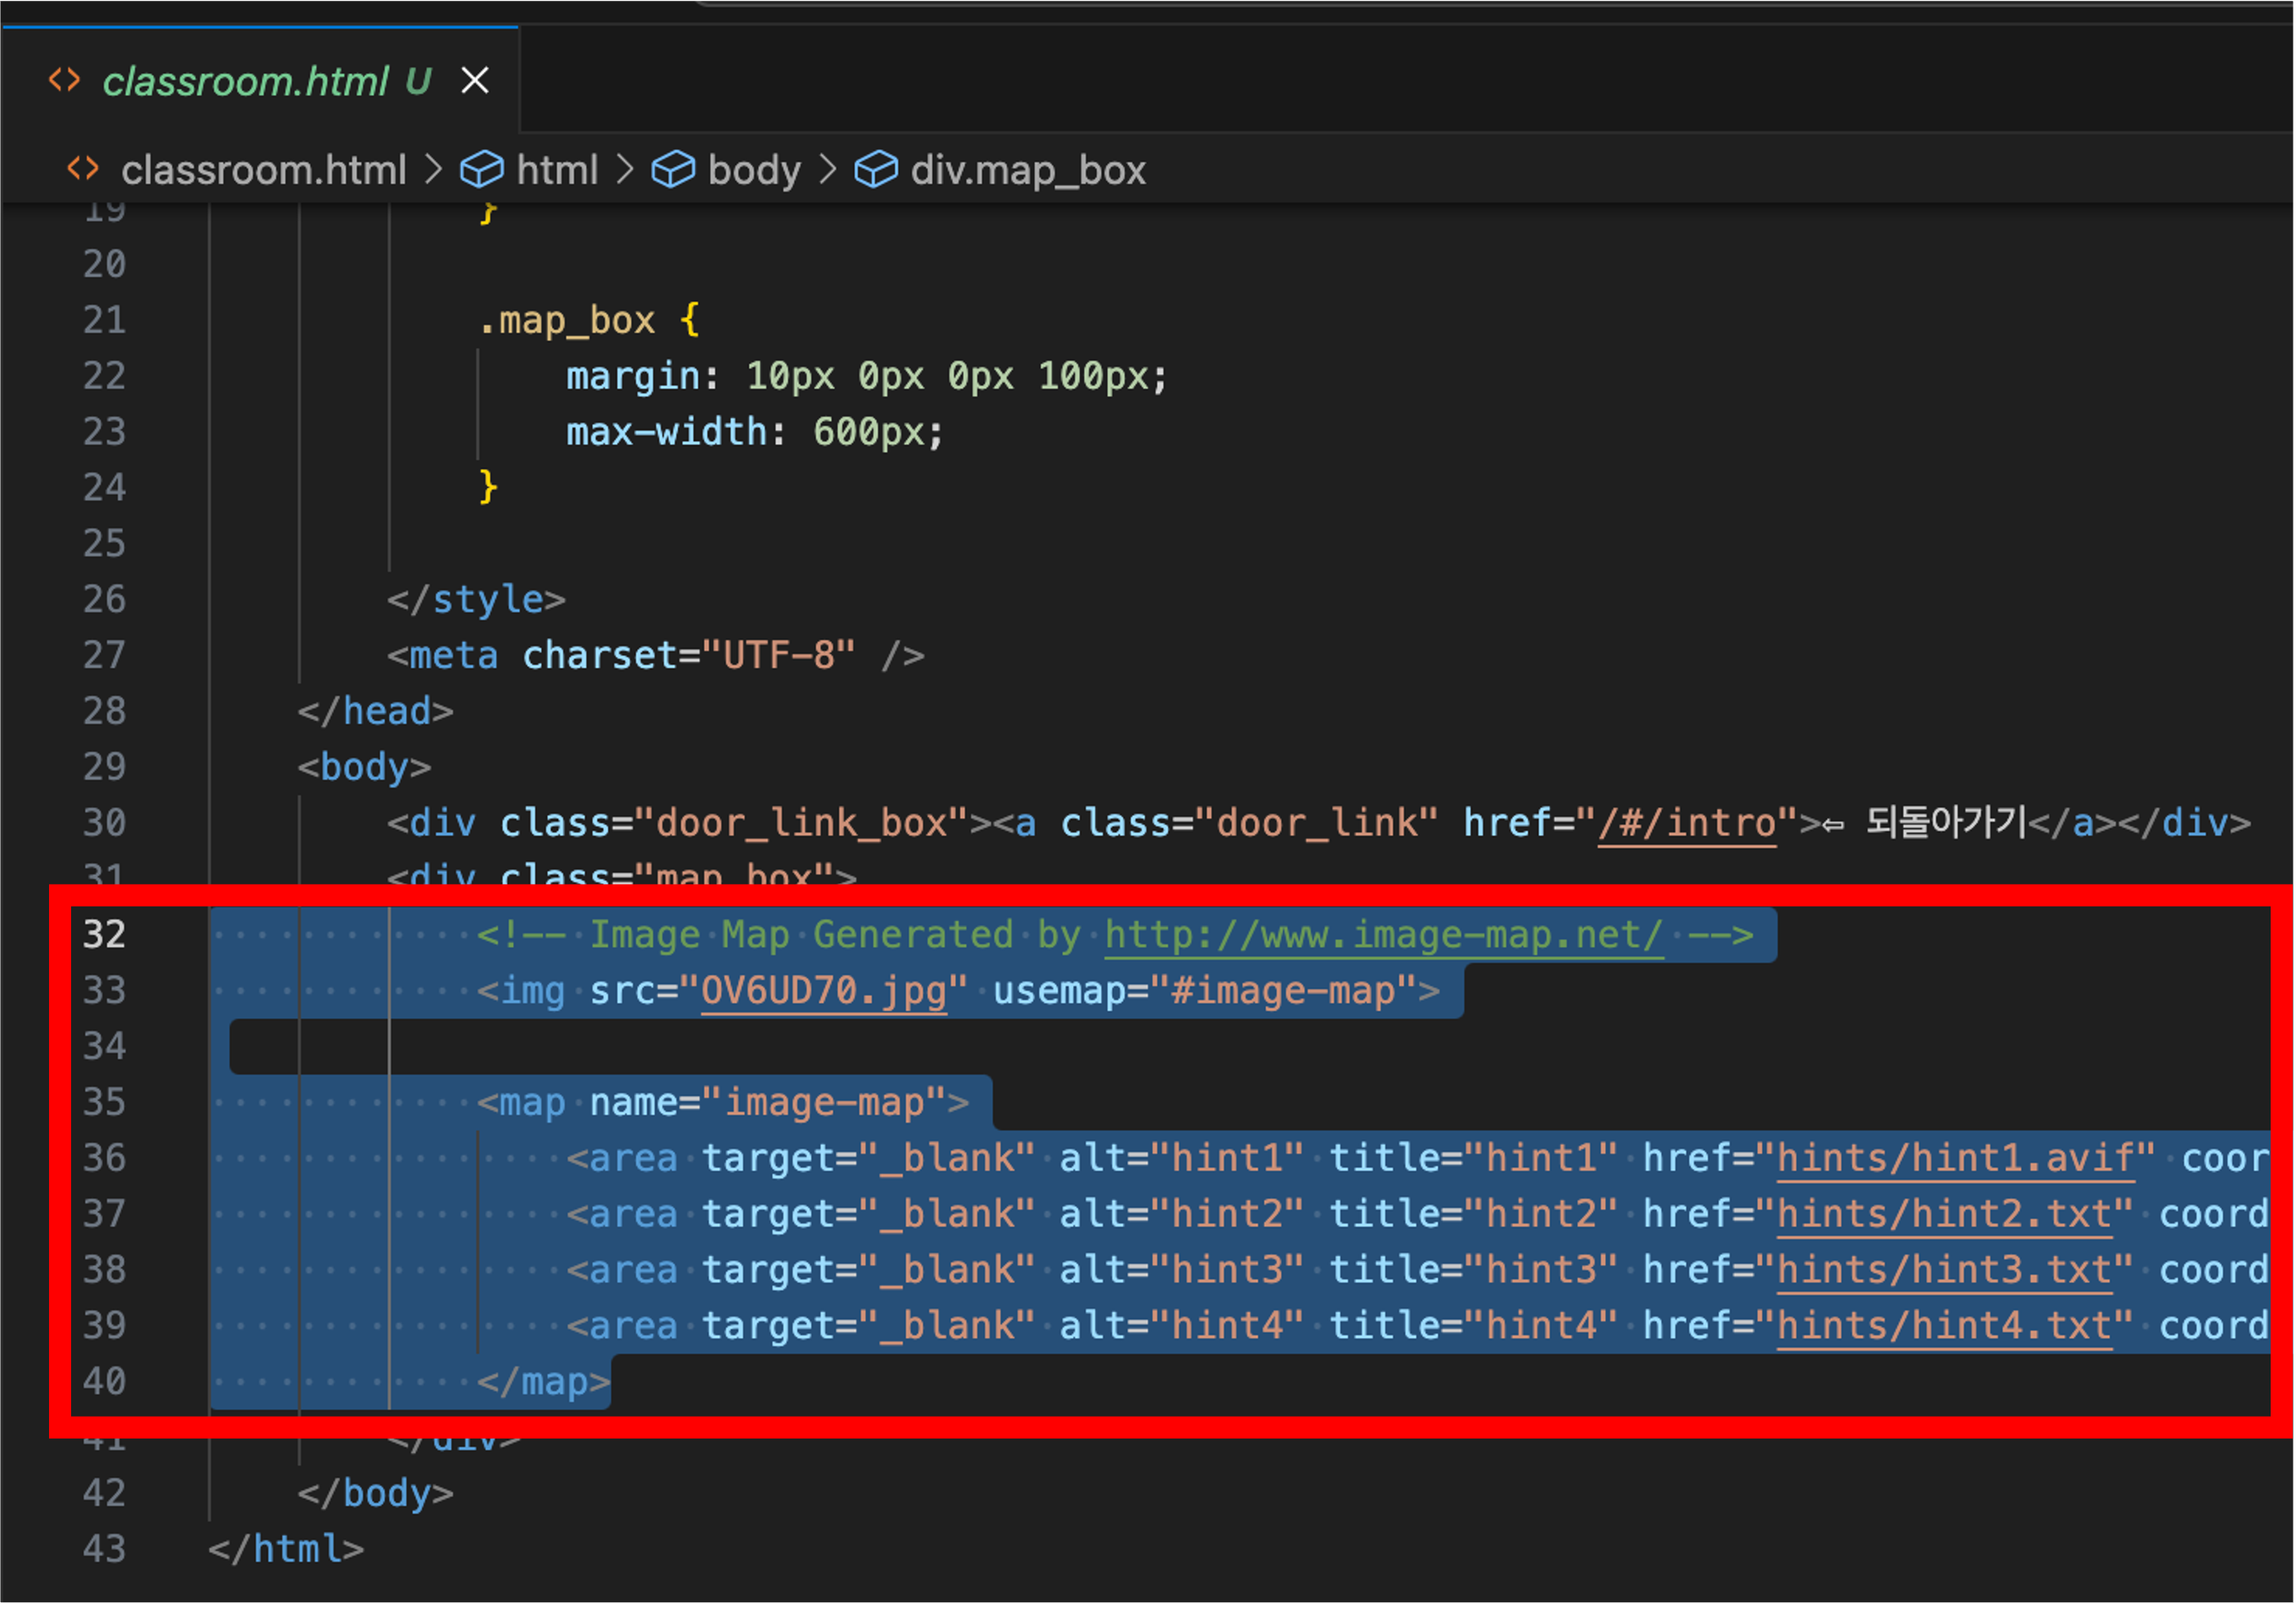 classroom.html U
classroom.html > html > body > div.map_box
19 }
20
21 .map_box {
22 margin: 10px 0px 0px 100px;
23 max-width: 600px;
24 }
25
26 </style>
27 <meta charset="UTF-8" />
28 </head>
29 <body>
30 <div class="door_link_box"><a class="door_link" href="/#/intro">⇦ 되돌아가기</a></div>
31 <div class="map_box">
32 <!-- Image Map Generated by http://www.image-map.net/ -->
33 <img src="OV6UD70.jpg" usemap="#image-map">
34
35 <map name="image-map">
36 <area target="_blank" alt="hint1" title="hint1" href="hints/hint1.avif" coor
37 <area target="_blank" alt="hint2" title="hint2" href="hints/hint2.txt" coord
38 <area target="_blank" alt="hint3" title="hint3" href="hints/hint3.txt" coord
39 <area target="_blank" alt="hint4" title="hint4" href="hints/hint4.txt" coord
40 </map>
41 </div>
42 </body>
43 </html>